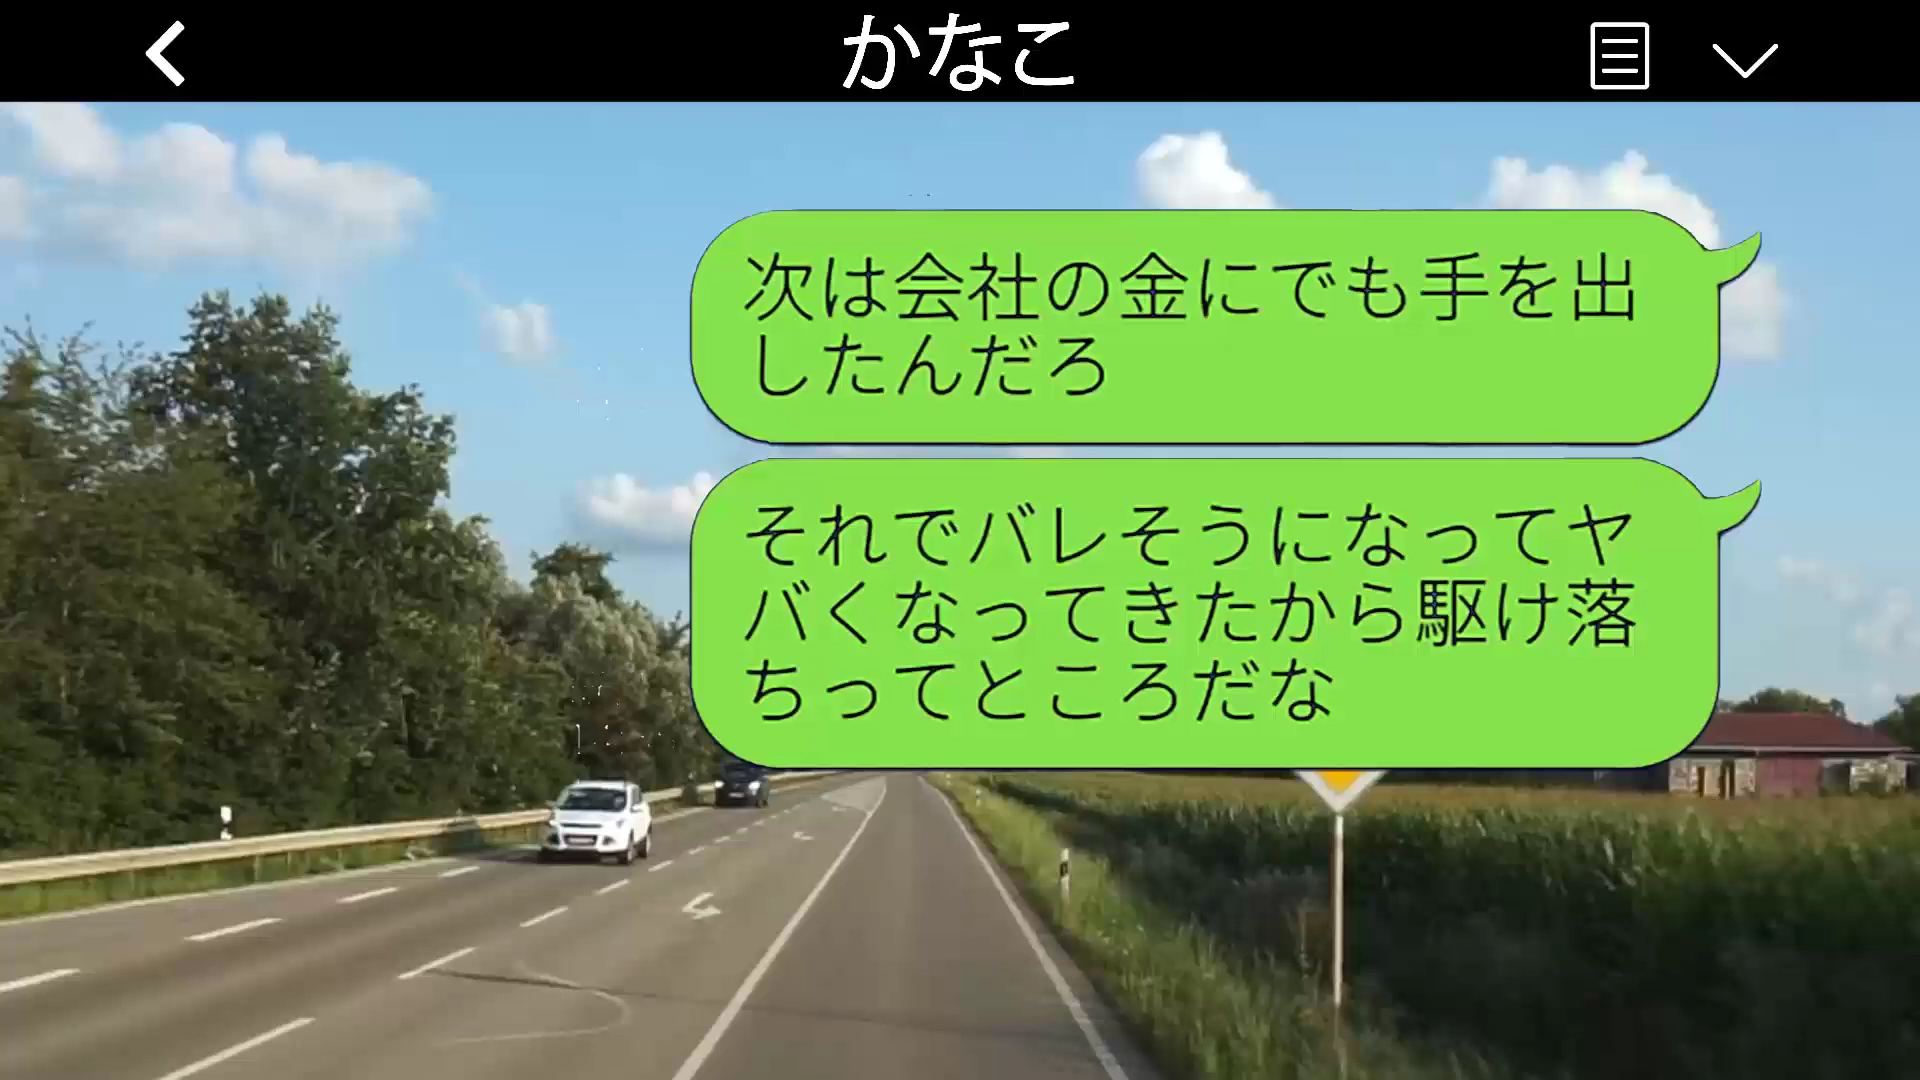 かなこ
次は会社の金にでも手を出
したんだろ
それでバレそうになってヤ
バくなってきたから駆け落
ちってところだな